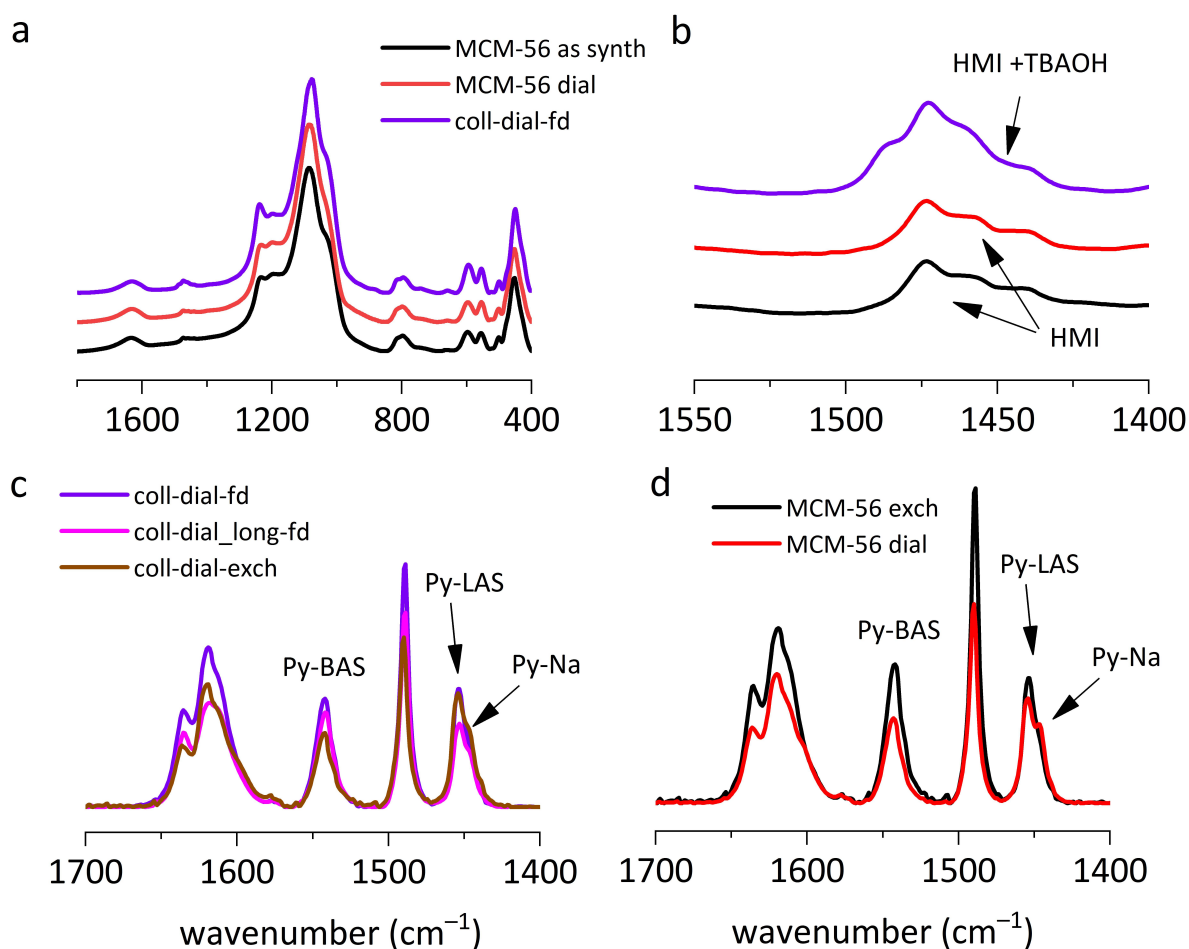 a
MCM-56 as synth
MCM-56 dial
coll-dial-fd
1600 1200 800 400
b
HMI +TBAOH
HMI
1550 1500 1450 1400
c
coll-dial-fd
coll-dial_long-fd
coll-dial-exch
Py-LAS
Py-BAS
Py-Na
1700 1600 1500 1400
wavenumber (cm⁻¹)
d
MCM-56 exch
MCM-56 dial
Py-LAS
Py-BAS
Py-Na
1700 1600 1500 1400
wavenumber (cm⁻¹)